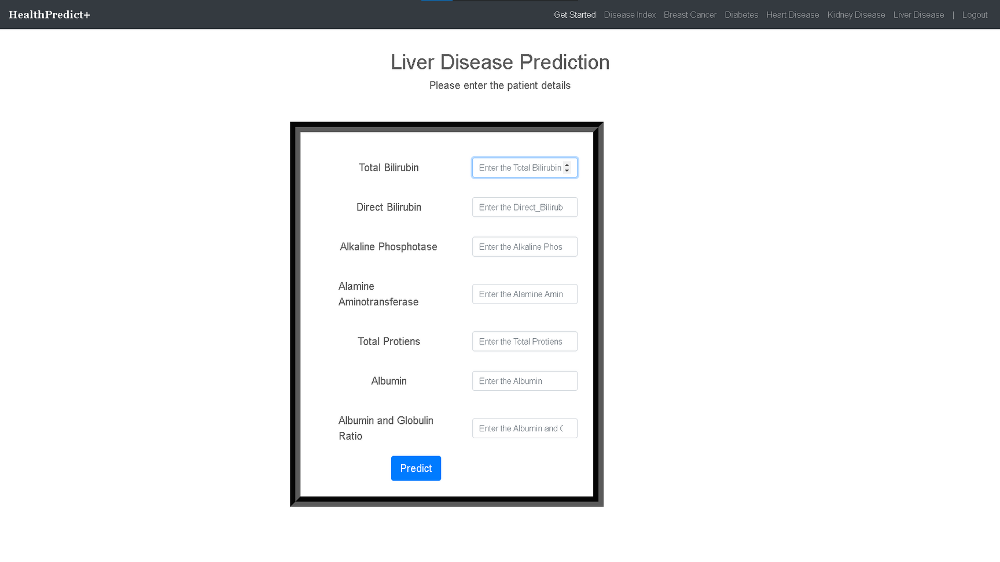 HealthPredict+
Get Started Disease Index Breast Cancer Diabetes Heart Disease Kidney Disease Liver Disease | Logout
Liver Disease Prediction
Please enter the patient details
Total Bilirubin Enter the Total Bilirubin
Direct Bilirubin Enter the Direct_Bilirub
Alkaline Phosphotase Enter the Alkaline Phos
Alamine
Aminotransferase
Enter the Alamine Amin
Total Protiens Enter the Total Protiens
Albumin Enter the Albumin
Albumin and Globulin
Ratio
Enter the Albumin and
Predict